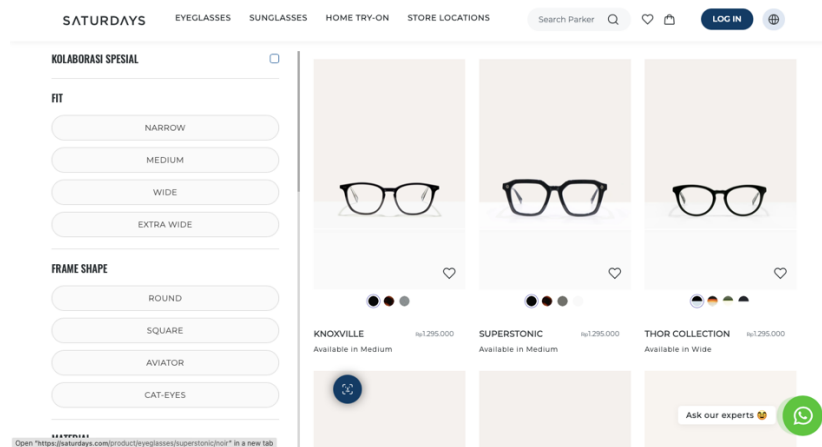 SATURDAYS
EYEGLASSES SUNGLASSES HOME TRY-ON STORE LOCATIONS
Search Parker
LOG IN
KOLABORASI SPESIAL
FIT
NARROW
MEDIUM
WIDE
EXTRA WIDE
FRAME SHAPE
ROUND
SQUARE
AVIATOR
CAT-EYES
MATERIAL
KNOXVILLE Rp1.295.000
Available in Medium
SUPERSTONIC Rp1.295.000
Available in Medium
THOR COLLECTION Rp1.295.000
Available in Wide
Ask our experts 🤩
Open "https://saturdays.com/product/eyeglasses/superstonic/noir" in a new tab